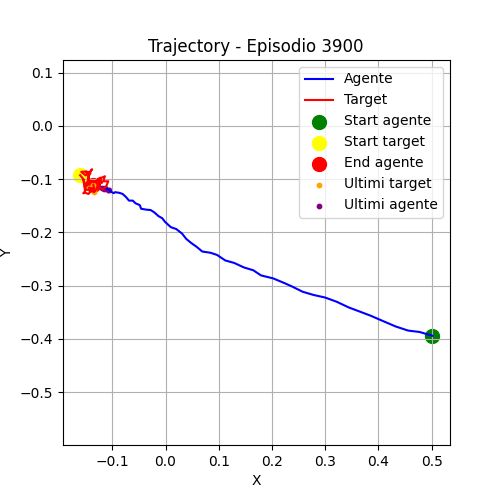 Trajectory - Episodio 3900
Agente
Target
Start agente
Start target
End agente
Ultimi target
Ultimi agente
0.1
0.0
−0.1
−0.2
−0.3
−0.4
−0.5
Y
−0.1
0.0
0.1
0.2
0.3
0.4
0.5
X